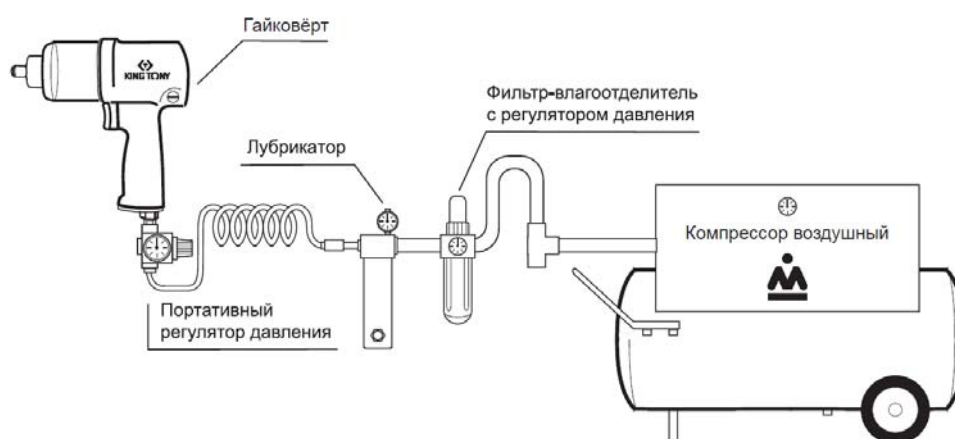 Гайковёрт
KING TONY
Фильтр-влагоотделитель
с регулятором давления
Лубрикатор
Компрессор воздушный
Портативный
регулятор давления